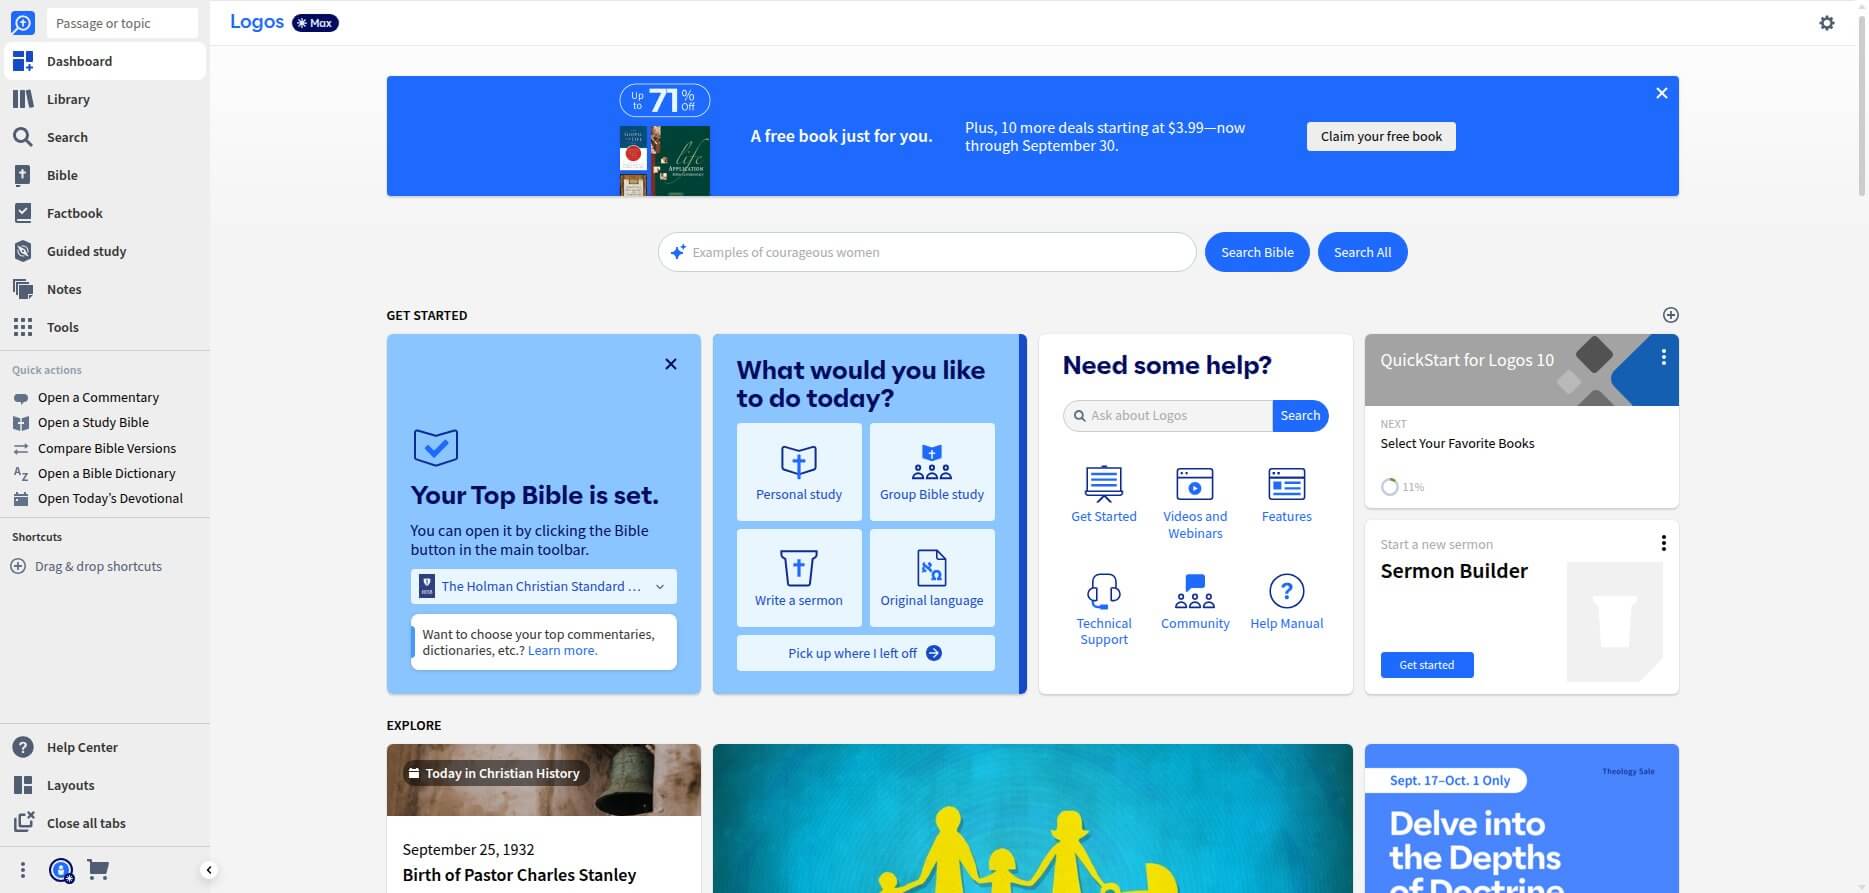 Passage or topic
Dashboard
Library
Search
Bible
Factbook
Guided study
Notes
Tools
Quick actions
Open a Commentary
Open a Study Bible
Compare Bible Versions
Open a Bible Dictionary
Open Today's Devotional
Shortcuts
Drag & drop shortcuts
Help Center
Layouts
Close all tabs
Logos Max
Up to 71% Off
life
APPLICATION
A free book just for you.
Plus, 10 more deals starting at $3.99—now
through September 30.
Claim your free book
Examples of courageous women
Search Bible
Search All
GET STARTED
Your Top Bible is set.
You can open it by clicking the Bible
button in the main toolbar.
The Holman Christian Standard ...
Want to choose your top commentaries,
dictionaries, etc.? Learn more.
What would you like
to do today?
Personal study
Group Bible study
Write a sermon
Original language
Pick up where I left off
Need some help?
Ask about Logos
Search
Get Started
Videos and
Webinars
Features
Technical
Support
Community
Help Manual
QuickStart for Logos 10
NEXT
Select Your Favorite Books
11%
Start a new sermon
Sermon Builder
Get started
EXPLORE
Today in Christian History
September 25, 1932
Birth of Pastor Charles Stanley
Theology Sale
Sept. 17–Oct. 1 Only
Delve into
the Depths
of Doctrine